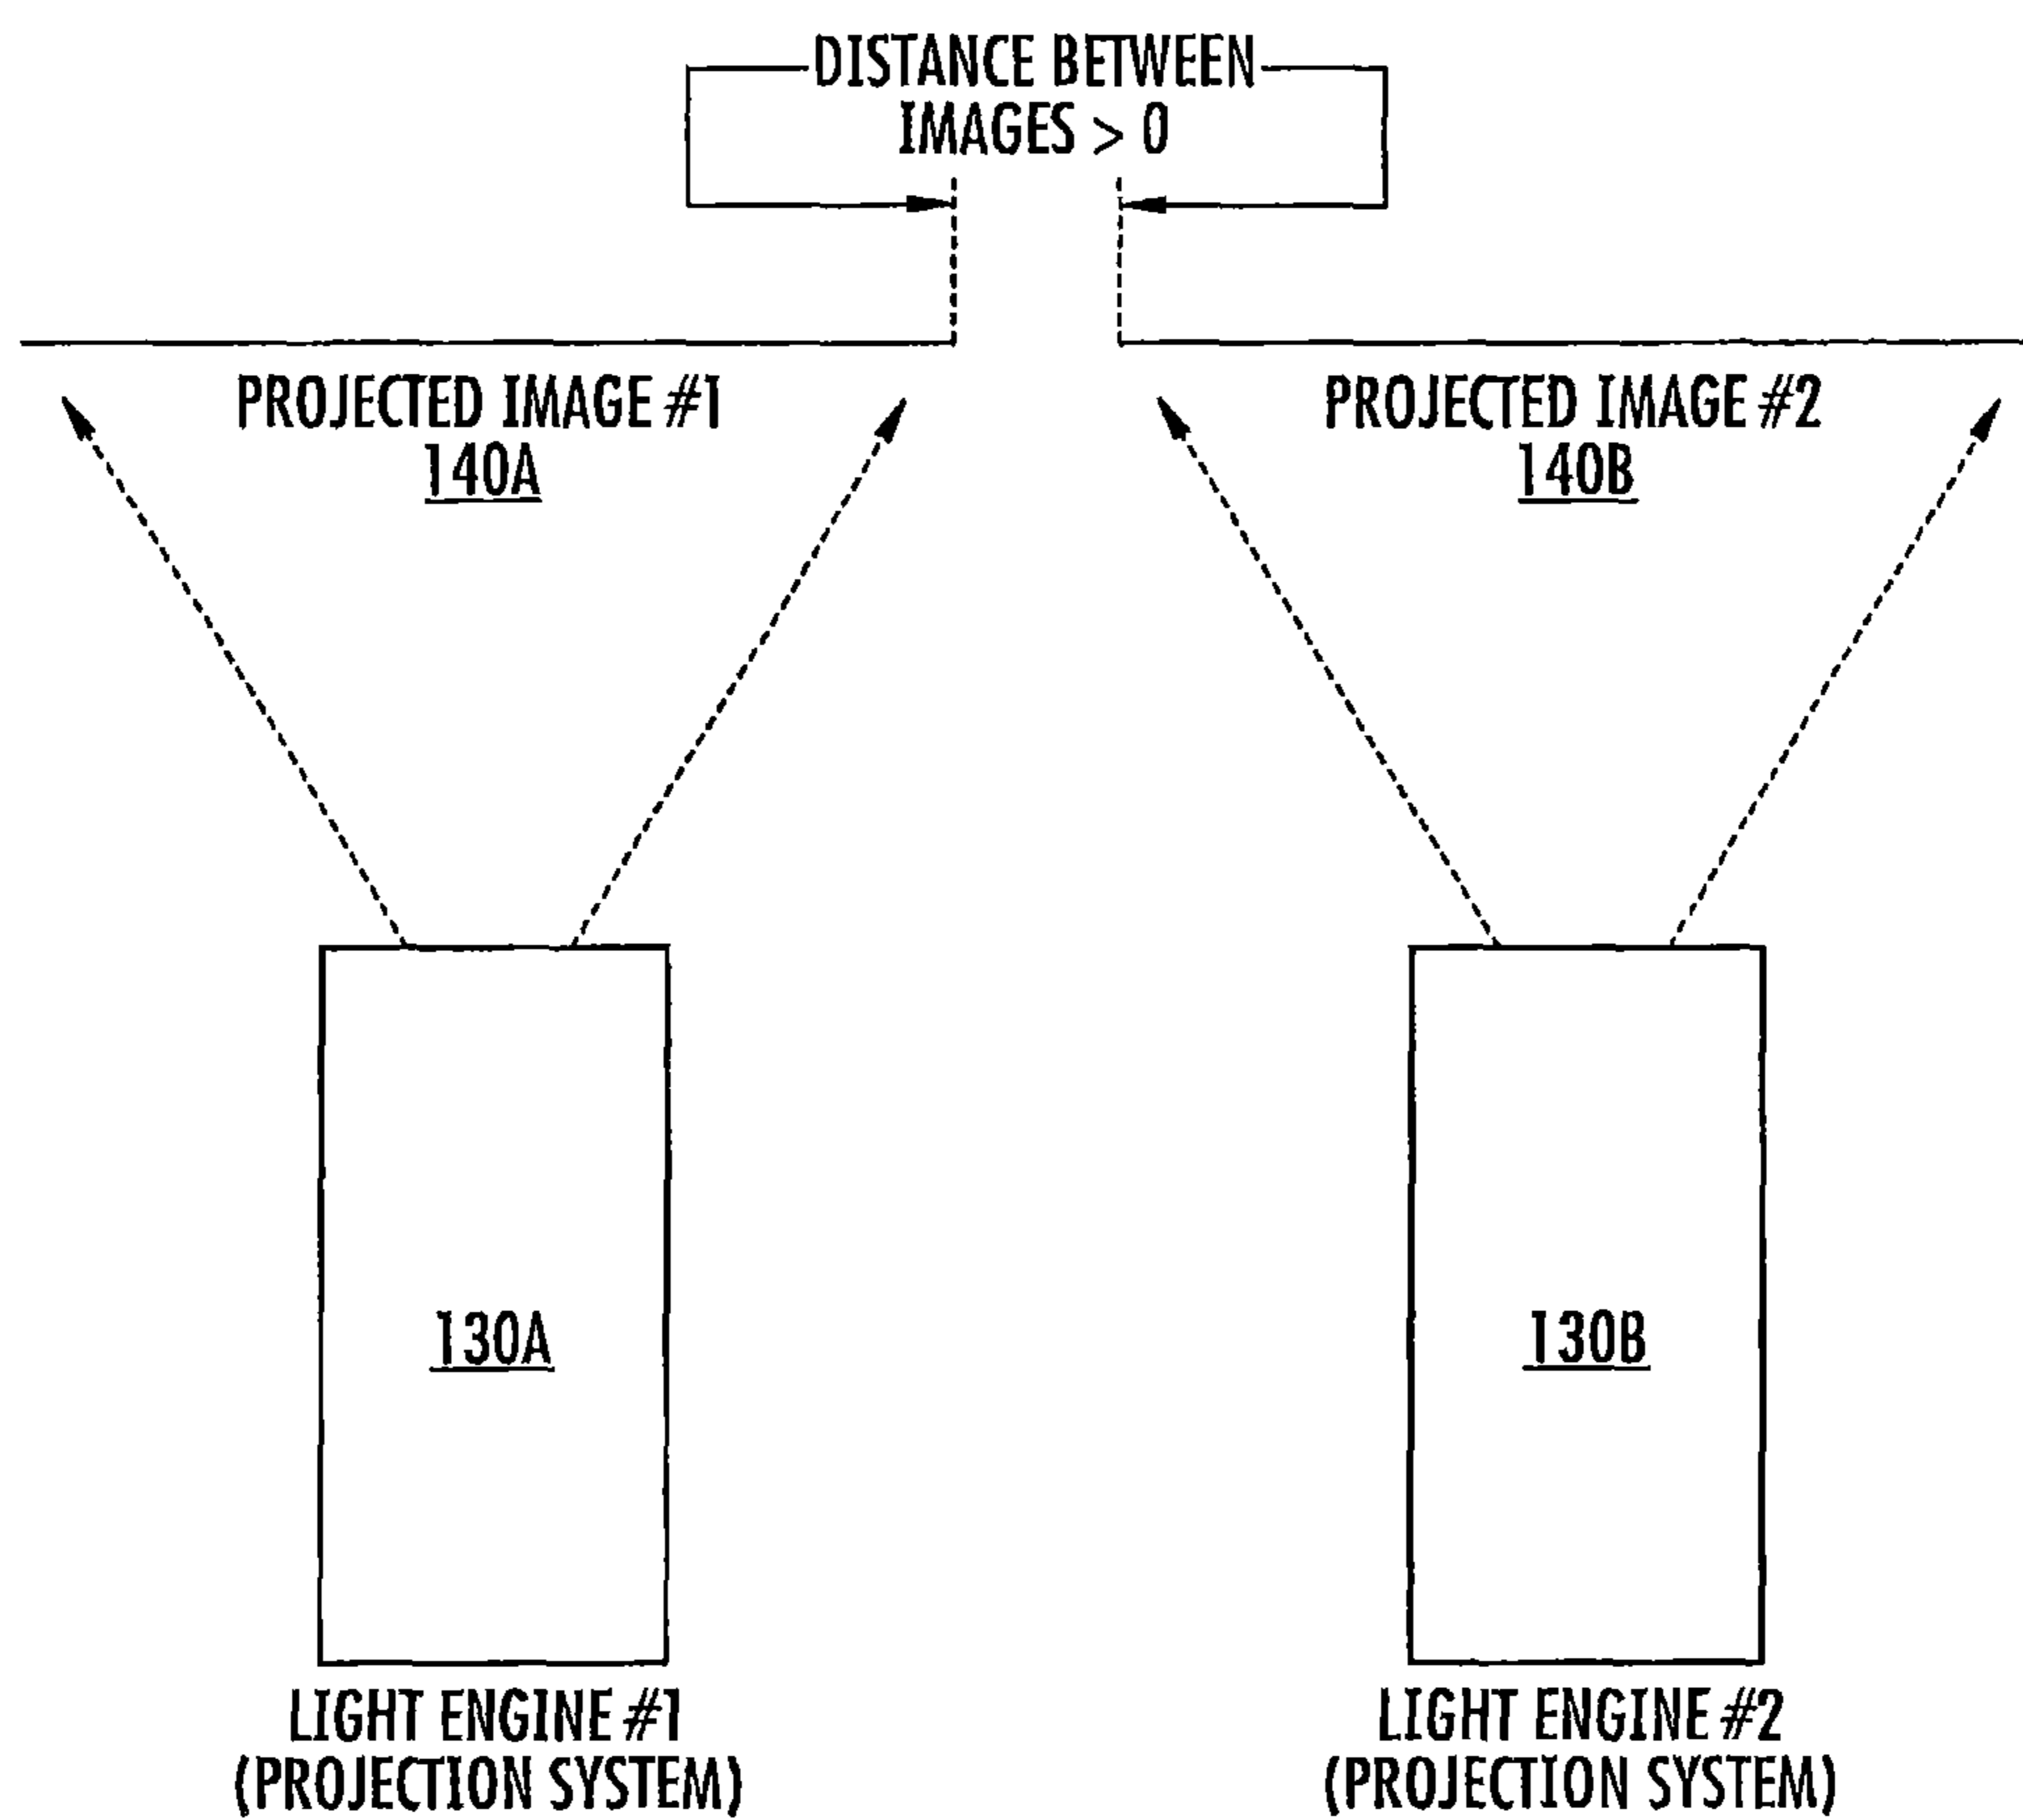 DISTANCE BETWEEN
IMAGES > 0
PROJECTED IMAGE #1
140A
PROJECTED IMAGE #2
140B
130A
130B
LIGHT ENGINE #1
(PROJECTION SYSTEM)
LIGHT ENGINE #2
(PROJECTION SYSTEM)